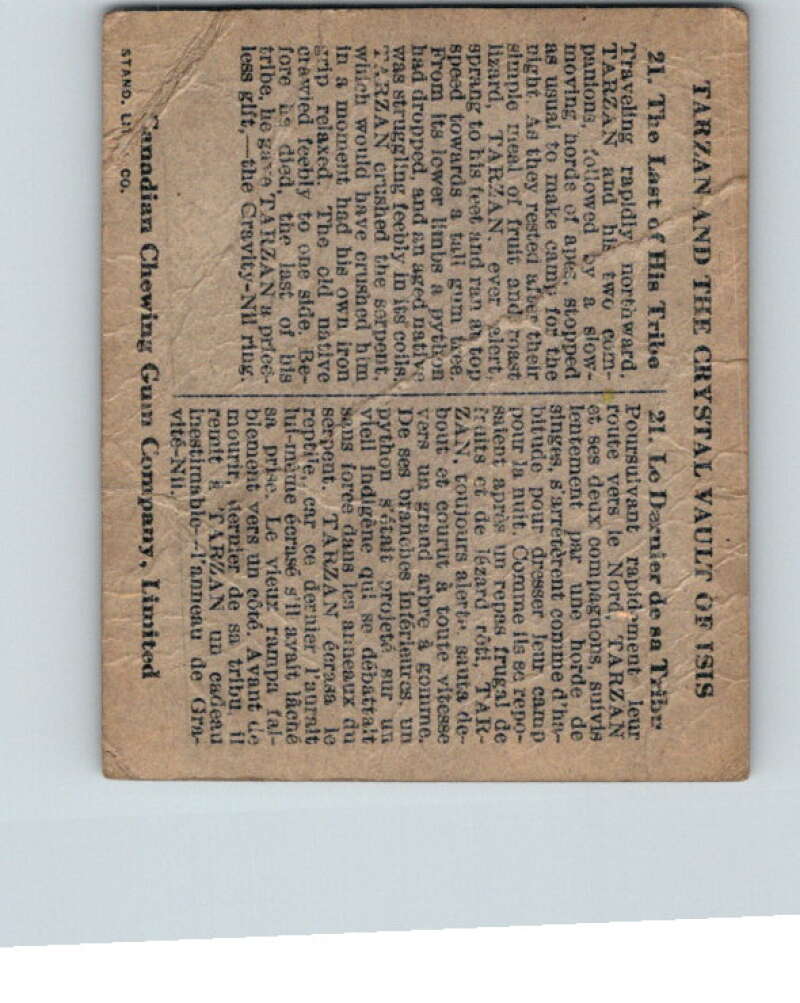 TARZAN AND THE CRYSTAL VAULT OF ISIS
21. The Last of His Tribe
Traveling rapidly northward,
TARZAN and his two com-
panions, followed by a slow-
moving horde of apes, stopped
as usual to make camp for the
night. As they rested after their
simple meal of fruit and roast
lizard, TARZAN, ever alert,
sprang to his feet and ran at top
speed towards a tall gum tree.
From its lower limbs a python
had dropped, and an aged native
was struggling feebly in its coils.
TARZAN crushed the serpent,
which would have crushed him
in a moment had his own iron
grip relaxed. The old native
crawled feebly to one side. Be-
fore he died, the last of his
tribe, he gave TARZAN a price-
less gift,—the Gravity-Nil ring.
21. Le Dernier de sa Tribu
Poursuivant rapidement leur
route vers le Nord, TARZAN
et ses deux compagnons, suivis
lentement par une horde de
singes, s'arrêtèrent comme d'ha-
bitude pour dresser leur camp
pour la nuit. Comme ils se repo-
saient après un repas frugal de
fruits et de lézard rôti, TAR-
ZAN, toujours alerte, sauta de-
bout et courut à toute vitesse
vers un grand arbre à gomme.
De ses branches inférieures, un
python s'était projeté sur un
vieil indigène qui se débattait
sans force dans les anneaux du
serpent. TARZAN écrasa le
reptile, car ce dernier l'aurait
lui-même écrasé s'il avait lâché
sa prise. Le vieux rampa fai-
blement vers un côté. Avant de
mourir, dernier de sa tribu, il
remit à TARZAN un cadeau
inestimable—l'anneau de Gra-
vité-Nil.
Canadian Chewing Gum Company, Limited
STAND. CO.